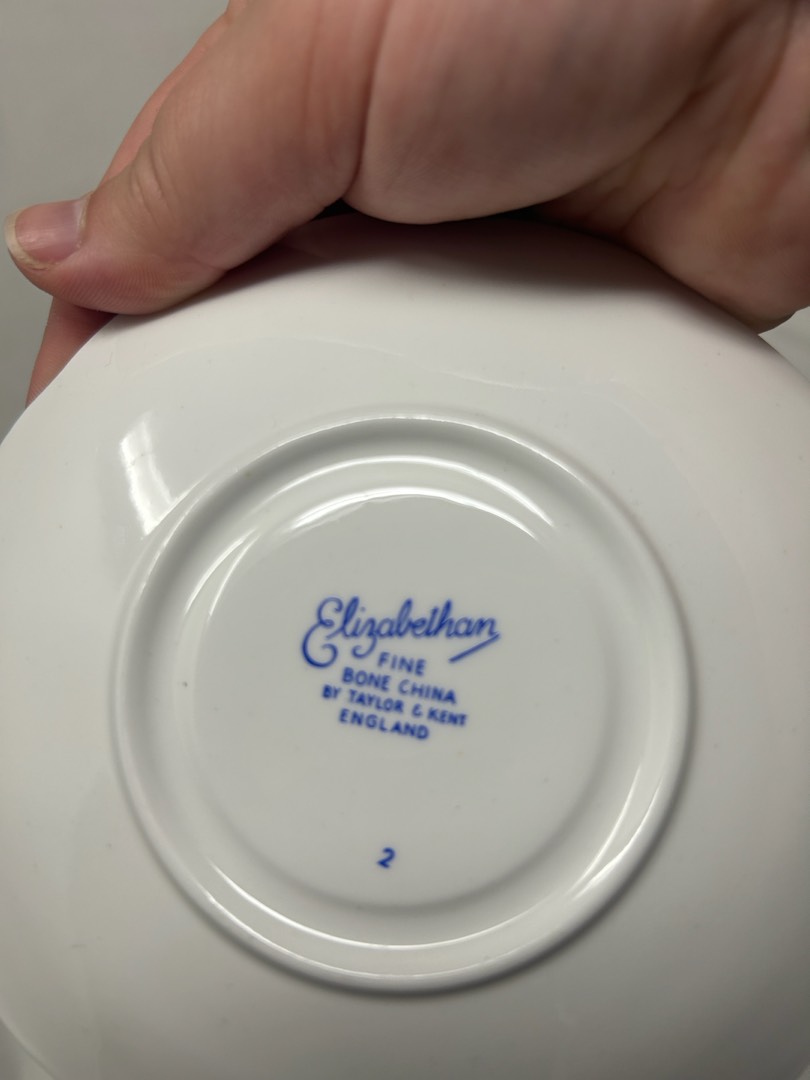 Elizabethan
FINE
BONE CHINA
BY TAYLOR & KENT
ENGLAND
2